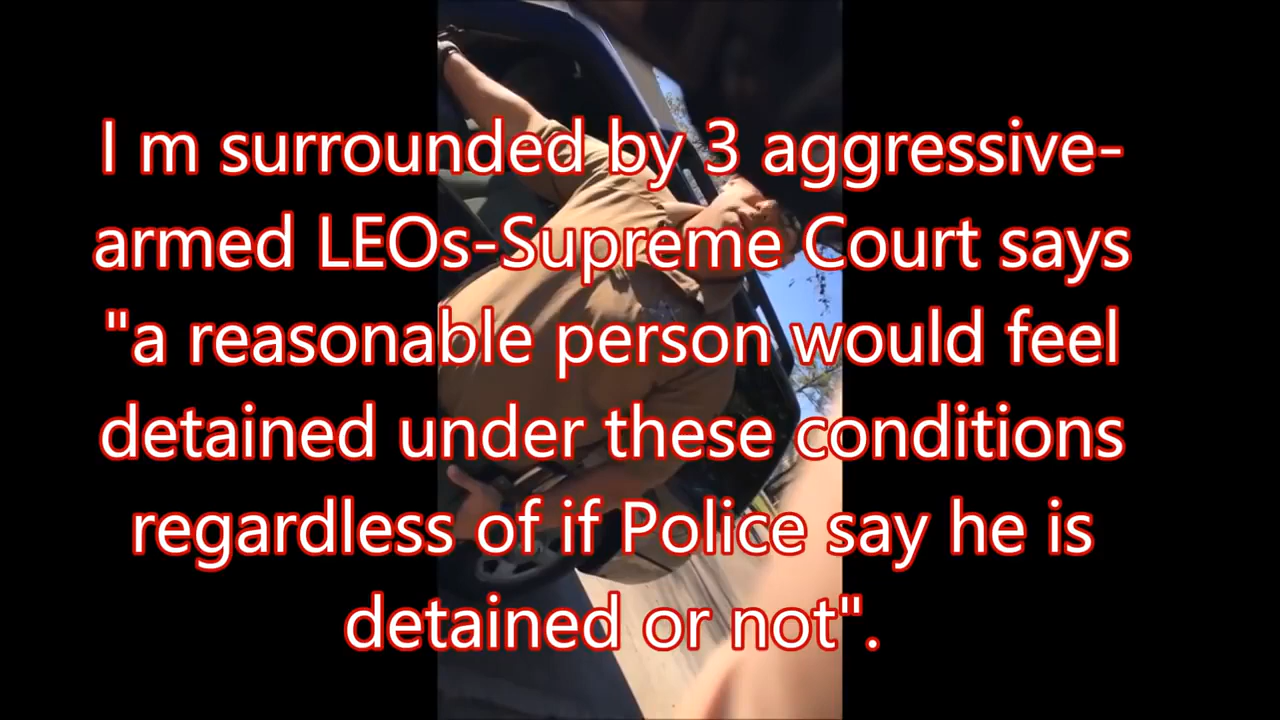 I m surrounded by 3 aggressive-
armed LEOs-Supreme Court says
"a reasonable person would feel
detained under these conditions
regardless of if Police say he is
detained or not".